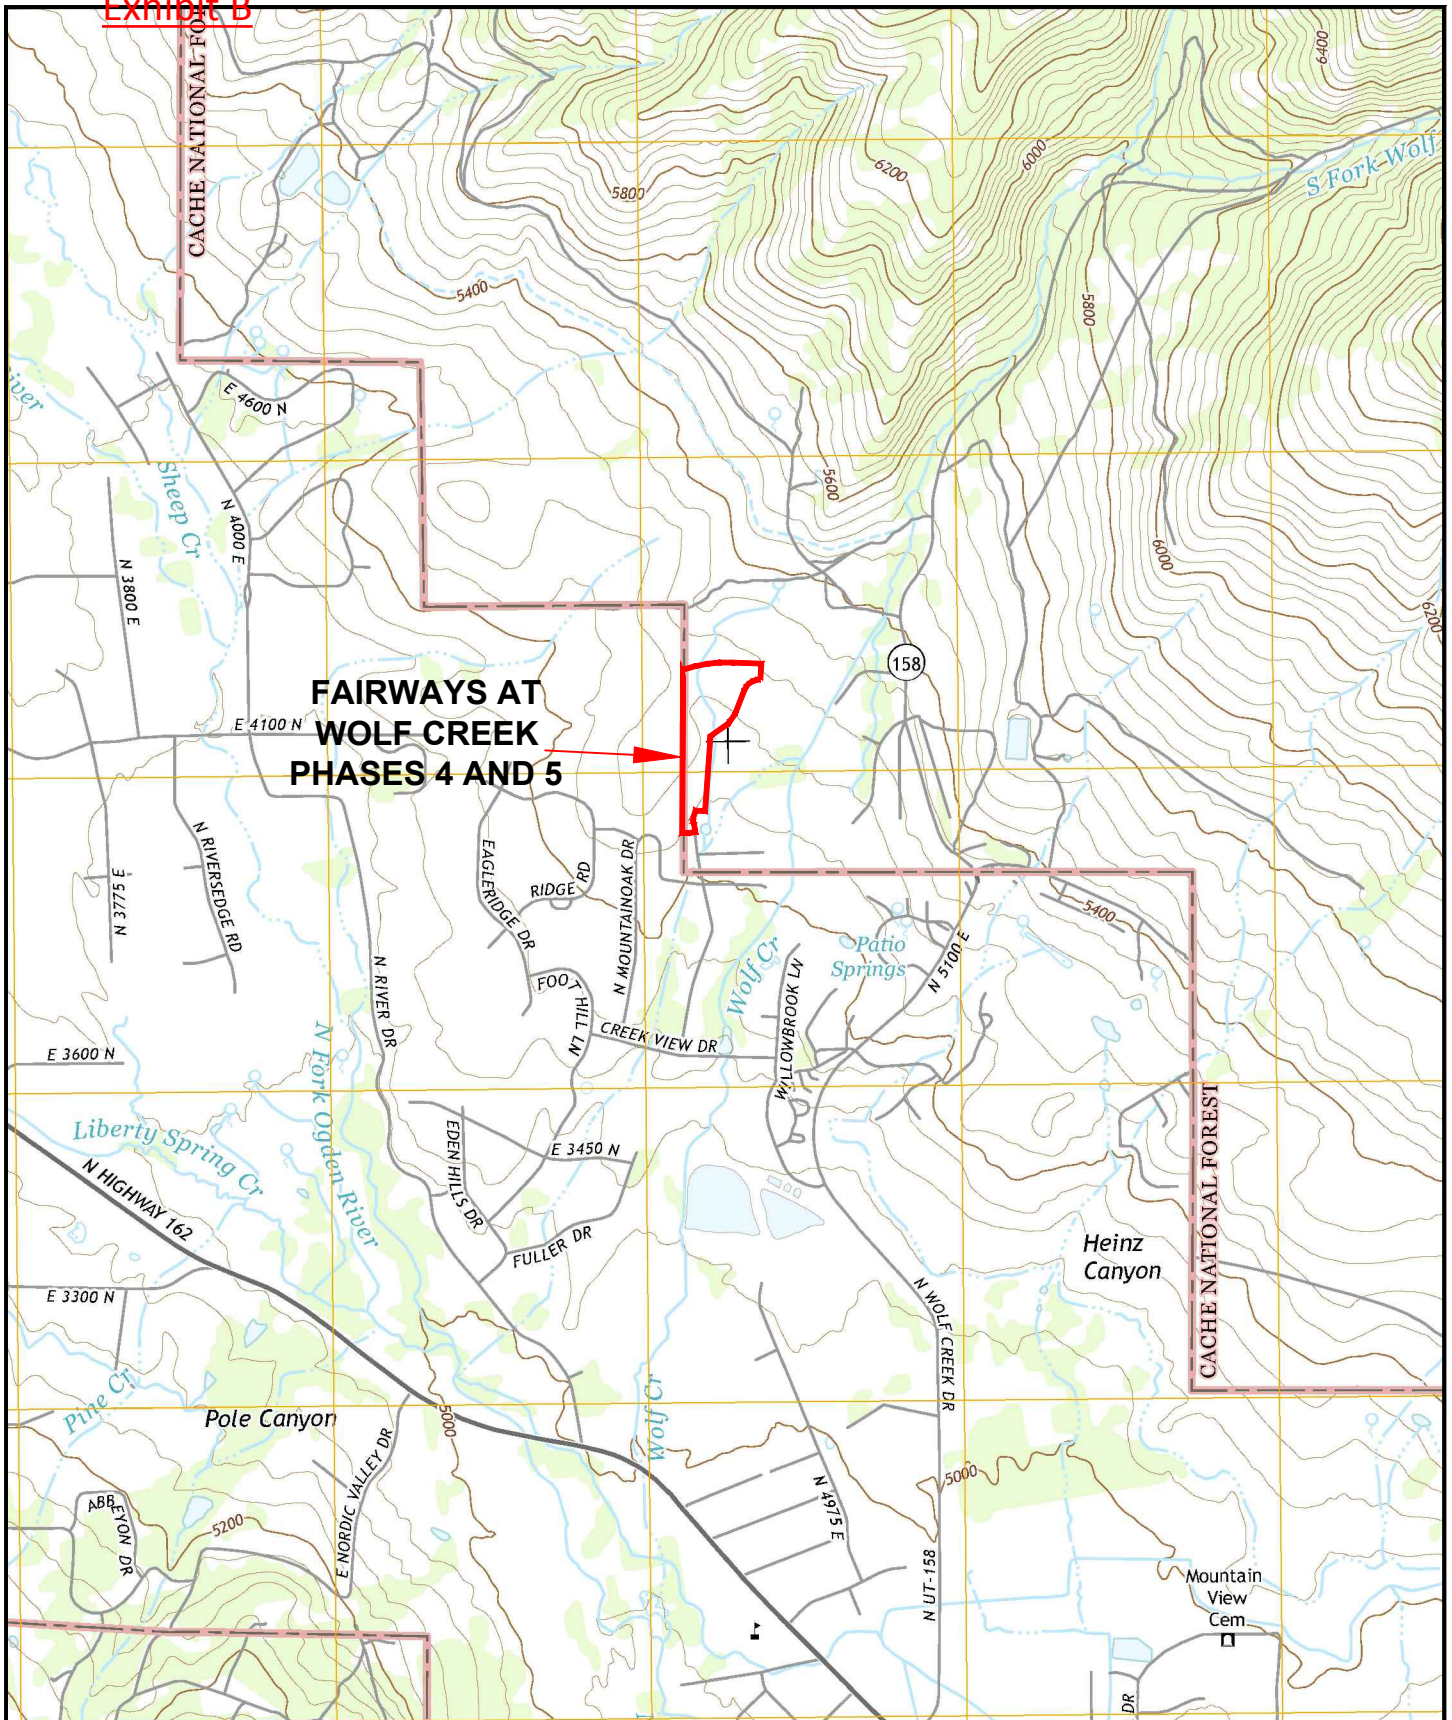 Exhibit B
CACHE NATIONAL FOR
6400
S Fork Wolf
6200
6000
5800
5400
5800
E 4600 N
Sheep Cr
N 4000 E
N 3800 E
5600
6000
6200
158
FAIRWAYS AT
WOLF CREEK
PHASES 4 AND 5
E 4100 N
N RIVERSEDGE RD
N 3775 E
EAGLERIDGE DR
RIDGE RD
N MOUNTAINOAK DR
5400
Patio
Springs
N 5100 E
Wolf Cr
WILLOWBROOK LN
FOOT HILL LN
CREEK VIEW DR
N RIVER DR
N Fork Ogden River
E 3600 N
Liberty Spring Cr
N HIGHWAY 162
EDEN HILLS DR
E 3450 N
FULLER DR
CACHE NATIONAL FOREST
Heinz
Canyon
E 3300 N
N WOLF CREEK DR
Pine Cr
Pole Canyon
5000
Wolf Cr
E NORDIC VALLEY DR
N 4975 E
5000
ABBEYON DR
5200
N UT-158
Mountain
View
Cem
DR